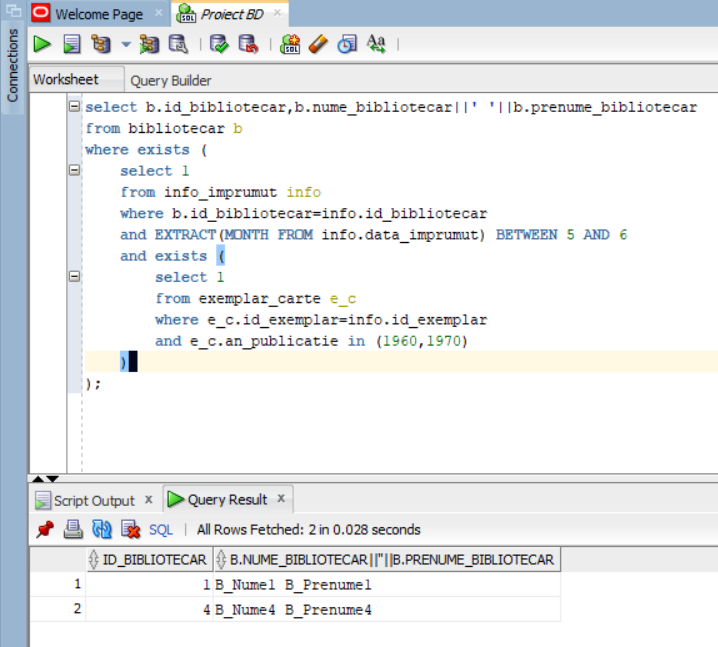 Welcome Page
Proiect BD
Connections
Worksheet Query Builder
select b.id_bibliotecar,b.nume_bibliotecar||' '||b.prenume_bibliotecar
from bibliotecar b
where exists (
select 1
from info_imprumut info
where b.id_bibliotecar=info.id_bibliotecar
and EXTRACT(MONTH FROM info.data_imprumut) BETWEEN 5 AND 6
and exists (
select 1
from exemplar_carte e_c
where e_c.id_exemplar=info.id_exemplar
and e_c.an_publicatie in (1960,1970)
)
);
Script Output x Query Result x
SQL | All Rows Fetched: 2 in 0.028 seconds
ID_BIBLIOTECAR B.NUME_BIBLIOTECAR||''||B.PRENUME_BIBLIOTECAR
1 1 B_Nume1 B_Prenume1
2 4 B_Nume4 B_Prenume4